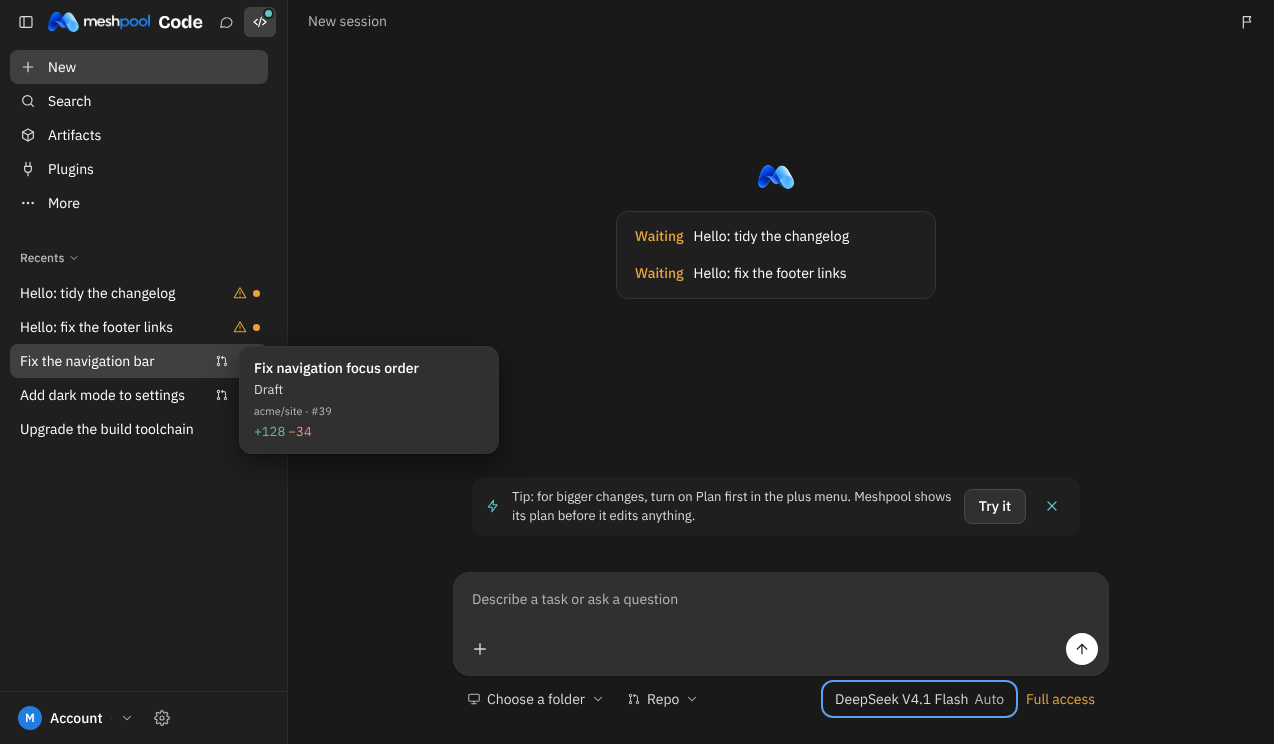 meshpool Code
New
Search
Artifacts
Plugins
More
Recents
Hello: tidy the changelog
Hello: fix the footer links
Fix the navigation bar
Add dark mode to settings
Upgrade the build toolchain
M Account
New session
Waiting Hello: tidy the changelog
Waiting Hello: fix the footer links
Fix navigation focus order
Draft
acme/site · #39
+128 −34
Tip: for bigger changes, turn on Plan first in the plus menu. Meshpool shows
its plan before it edits anything.
Try it
Describe a task or ask a question
Choose a folder
Repo
DeepSeek V4.1 Flash Auto
Full access